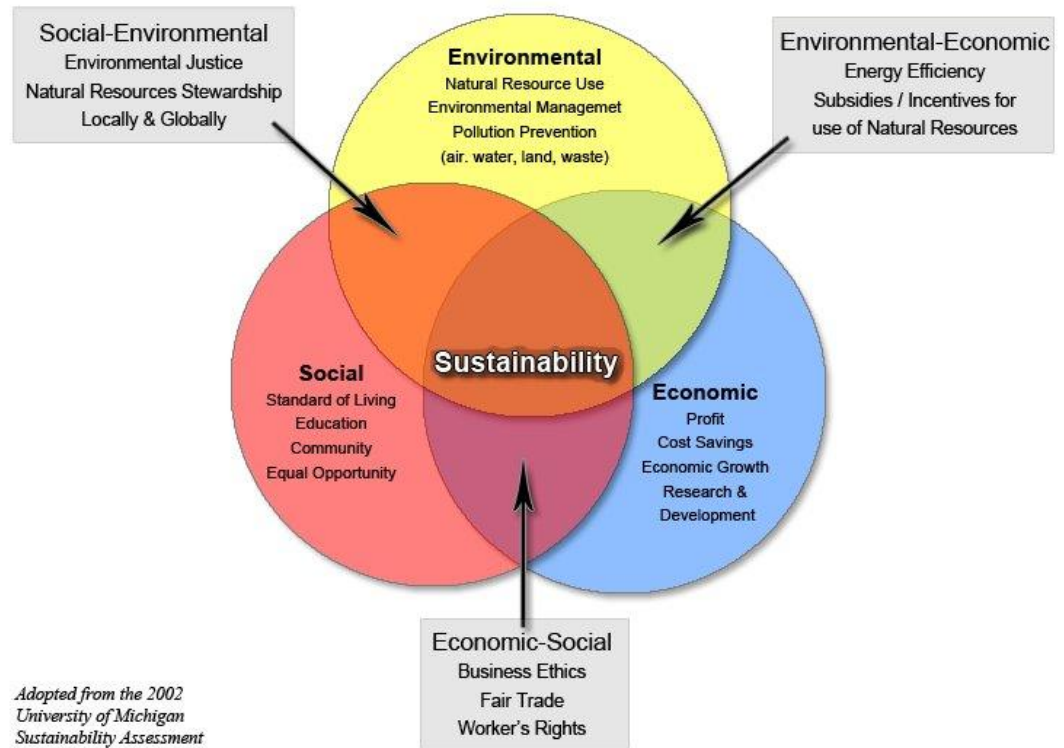 Social-Environmental
Environmental Justice
Natural Resources Stewardship
Locally & Globally
Environmental
Natural Resource Use
Environmental Managemet
Pollution Prevention
(air. water, land, waste)
Environmental-Economic
Energy Efficiency
Subsidies / Incentives for
use of Natural Resources
Sustainability
Social
Standard of Living
Education
Community
Equal Opportunity
Economic
Profit
Cost Savings
Economic Growth
Research &
Development
Economic-Social
Business Ethics
Fair Trade
Worker's Rights
Adopted from the 2002
University of Michigan
Sustainability Assessment